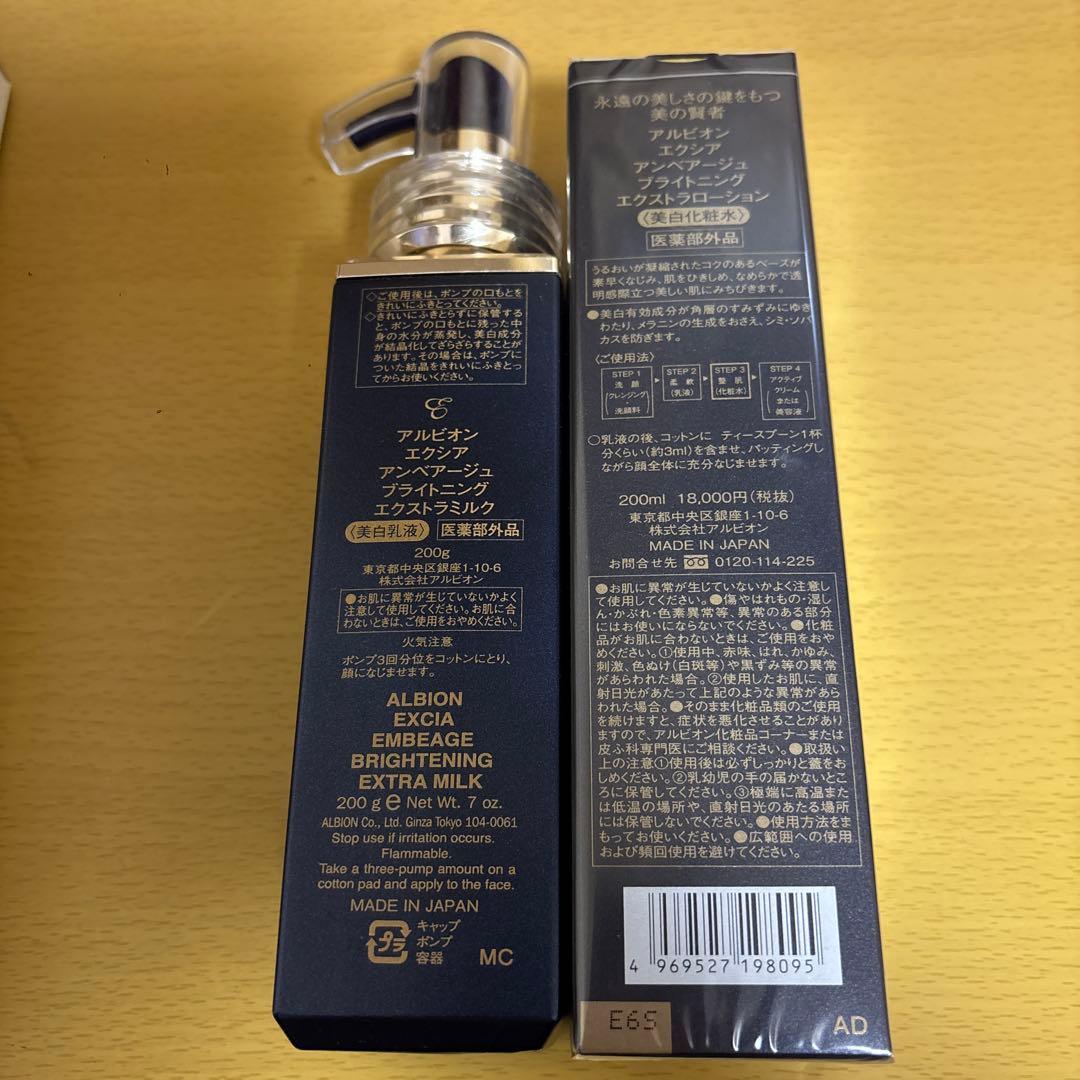 ◇ご使用後は、ポンプの口もとを
きれいにふきとってください。
◇きれいにふきとらずに保管する
と、ポンプの口もとに残った中
身の水分が蒸発し、美白成分
が結晶化してざらざらすることが
あります。その場合は、ポンプに
ついた結晶をきれいにふきとっ
てからお使いください。
アルビオン
エクシア
アンベアージュ
ブライトニング
エクストラミルク
〈美白乳液〉 医薬部外品
200g
東京都中央区銀座1-10-6
株式会社アルビオン
●お肌に異常が生じていないかよく
注意して使用してください。お肌に合
わないときは、ご使用をおやめください。
火気注意
ポンプ3回分位をコットンにとり、
顔になじませます。
ALBION
EXCIA
EMBEAGE
BRIGHTENING
EXTRA MILK
200 g e Net Wt. 7 oz.
ALBION Co., Ltd. Ginza Tokyo 104-0061
Stop use if irritation occurs.
Flammable.
Take a three-pump amount on a
cotton pad and apply to the face.
MADE IN JAPAN
プラ
キャップ
ポンプ
容器
MC
永遠の美しさの鍵をもつ
美の賢者
アルビオン
エクシア
アンベアージュ
ブライトニング
エクストラローション
〈美白化粧水〉
医薬部外品
うるおいが凝縮されたコクのあるベースが
素早くなじみ、肌をひきしめ、なめらかで透
明感際立つ美しい肌にみちびきます。
●美白有効成分が角層のすみずみにゆき
わたり、メラニンの生成をおさえ、シミ・ソバ
カスを防ぎます。
〈ご使用法〉
STEP 1 STEP 2 STEP 3 STEP 4
洗顔 (クレンジング・洗顔料)
柔軟 (乳液)
整肌 (化粧水)
アクティブクリーム または 美容液
○乳液の後、コットンに ティースプーン1杯
分くらい(約3ml)を含ませ、パッティングし
ながら顔全体に充分なじませます。
200ml 18,000円(税抜)
東京都中央区銀座1-10-6
株式会社アルビオン
MADE IN JAPAN
お問合せ先 0120-114-225
●お肌に異常が生じていないかよく注意し
て使用してください。●傷やはれもの・湿し
ん・かぶれ・色素異常等、異常のある部分
にはお使いにならないでください。●化粧
品がお肌に合わないときは、ご使用をおや
めください。①使用中、赤味、はれ、かゆみ、
刺激、色ぬけ(白斑等)や黒ずみ等の異常
があらわれた場合。②使用したお肌に、直
射日光があたって上記のような異常があら
われた場合。●そのまま化粧品類のご使用
を続けますと、症状を悪化させることがあり
ますので、アルビオン化粧品コーナーまたは
皮ふ科専門医にご相談ください。●取扱い
上の注意①使用後は必ずしっかりと蓋をお
しめください。②乳幼児の手の届かないとこ
ろに保管してください。③極端に高温また
は低温の場所や、直射日光のあたる場所
には保管しないでください。●使用方法をま
もってお使いください。●広範囲への使用
および頻回使用を避けてください。
4 969527 198095
E6S
AD